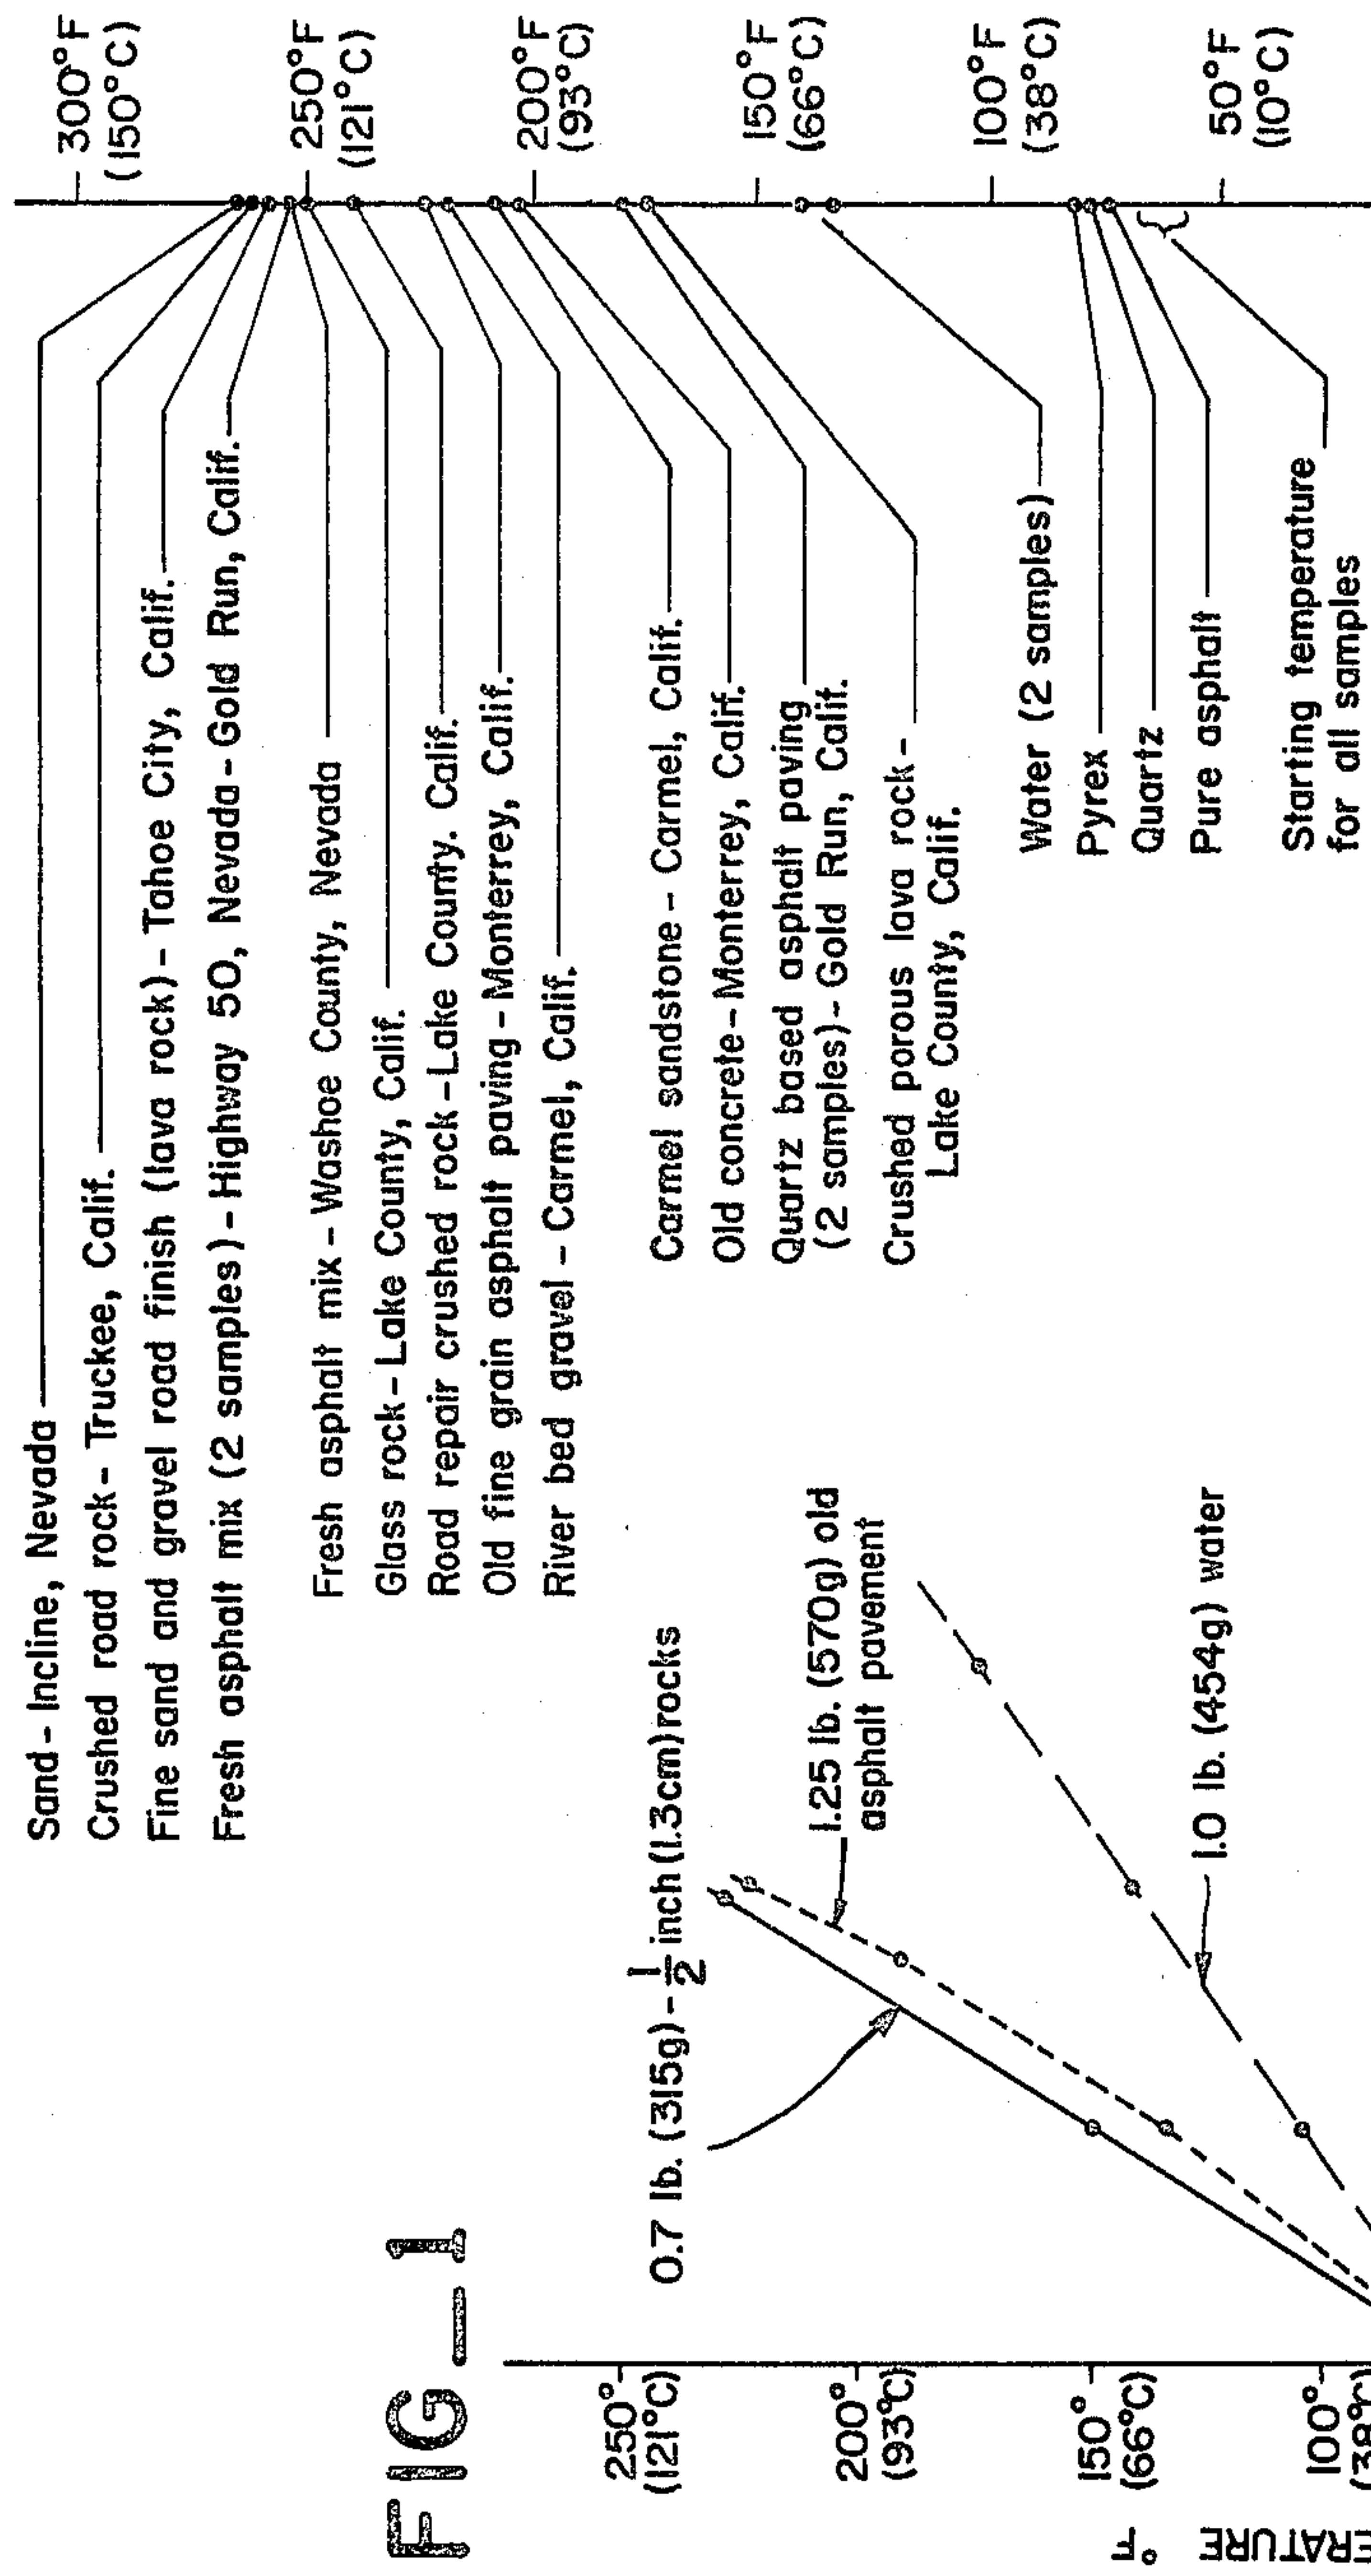 FIG_1
Sand - Incline, Nevada
Crushed road rock - Truckee, Calif.
Fine sand and gravel road finish (lava rock) - Tahoe City, Calif.
Fresh asphalt mix (2 samples) - Highway 50, Nevada - Gold Run, Calif.
Fresh asphalt mix - Washoe County, Nevada
Glass rock - Lake County, Calif.
Road repair crushed rock - Lake County. Calif.
Old fine grain asphalt paving - Monterrey, Calif.
River bed gravel - Carmel, Calif.
Carmel sandstone - Carmel, Calif.
Old concrete - Monterrey, Calif.
Quartz based asphalt paving
(2 samples) - Gold Run, Calif.
Crushed porous lava rock -
Lake County, Calif.
Water (2 samples)
Pyrex
Quartz
Pure asphalt
Starting temperature
for all samples
300°F
(150°C)
250°F
(121°C)
200°F
(93°C)
150°F
(66°C)
100°F
(38°C)
50°F
(10°C)
0.7 lb. (315g) - 1/2 inch (1.3cm) rocks
1.25 lb. (570g) old
asphalt pavement
1.0 lb. (454g) water
250°
(121°C)
200°
(93°C)
150°
(66°C)
100°
(38°C)
°F
ERATURE